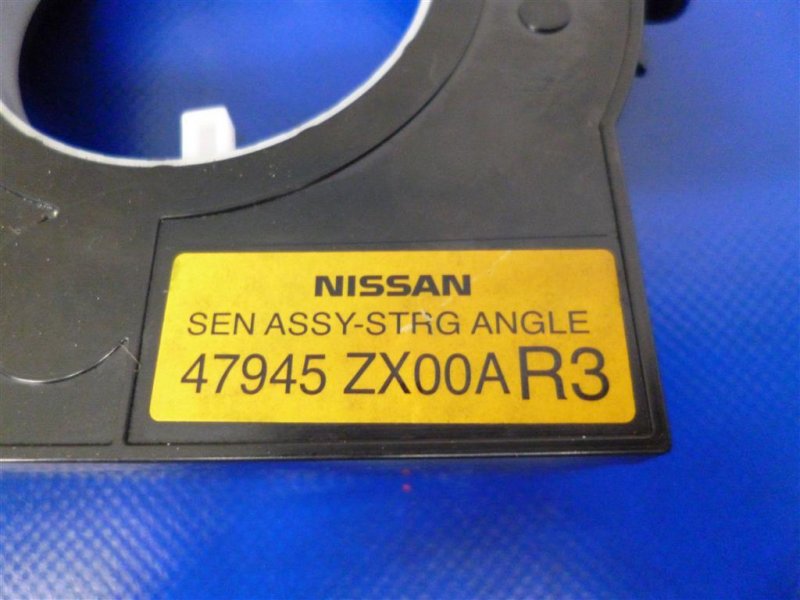 NISSAN
SEN ASSY-STRG ANGLE
47945 ZX00A R3